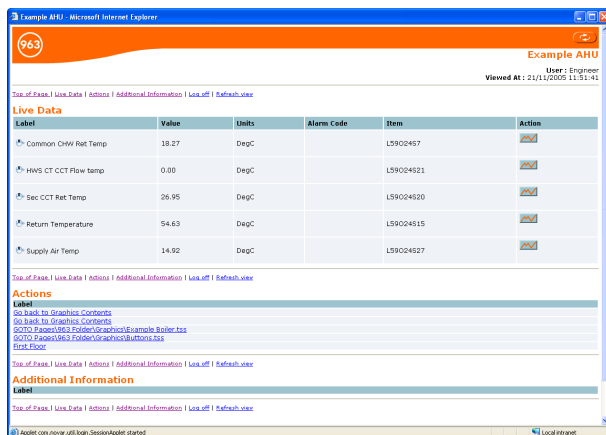 Example AHU - Microsoft Internet Explorer
963
Example AHU
User : Engineer
Viewed At : 21/11/2005 11:51:41
Top of Page | Live Data | Actions | Additional Information | Log off | Refresh view
Live Data
Label Value Units Alarm Code Item Action
Common CHW Ret Temp 18.27 DegC L59O24S7
HWS CT CCT Flow temp 0.00 DegC L59O24S21
Sec CCT Ret Temp 26.95 DegC L59O24S20
Return Temperature 54.63 DegC L59O24S15
Supply Air Temp 14.92 DegC L59O24S27
Top of Page | Live Data | Actions | Additional Information | Log off | Refresh view
Actions
Label
Go back to Graphics Contents
Go back to Graphics Contents
GOTO Pages\963 Folder\Graphics\Example Boiler.tss
GOTO Pages\963 Folder\Graphics\Buttons.tss
First Floor
Top of Page | Live Data | Actions | Additional Information | Log off | Refresh view
Additional Information
Label
Top of Page | Live Data | Actions | Additional Information | Log off | Refresh view
Applet com.novar.util.login.SessionApplet started Local intranet